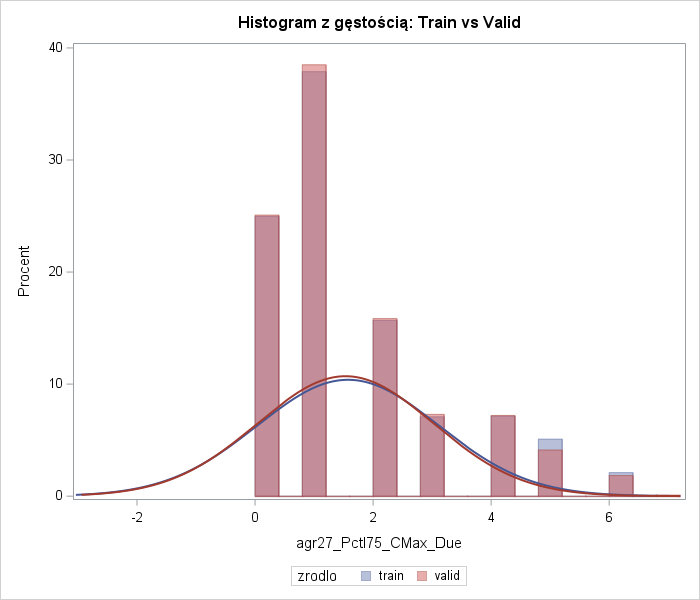 Histogram z gęstością: Train vs Valid
40
30
20
10
0
Procent
-2 0 2 4 6
agr27_Pctl75_CMax_Due
zrodlo train valid